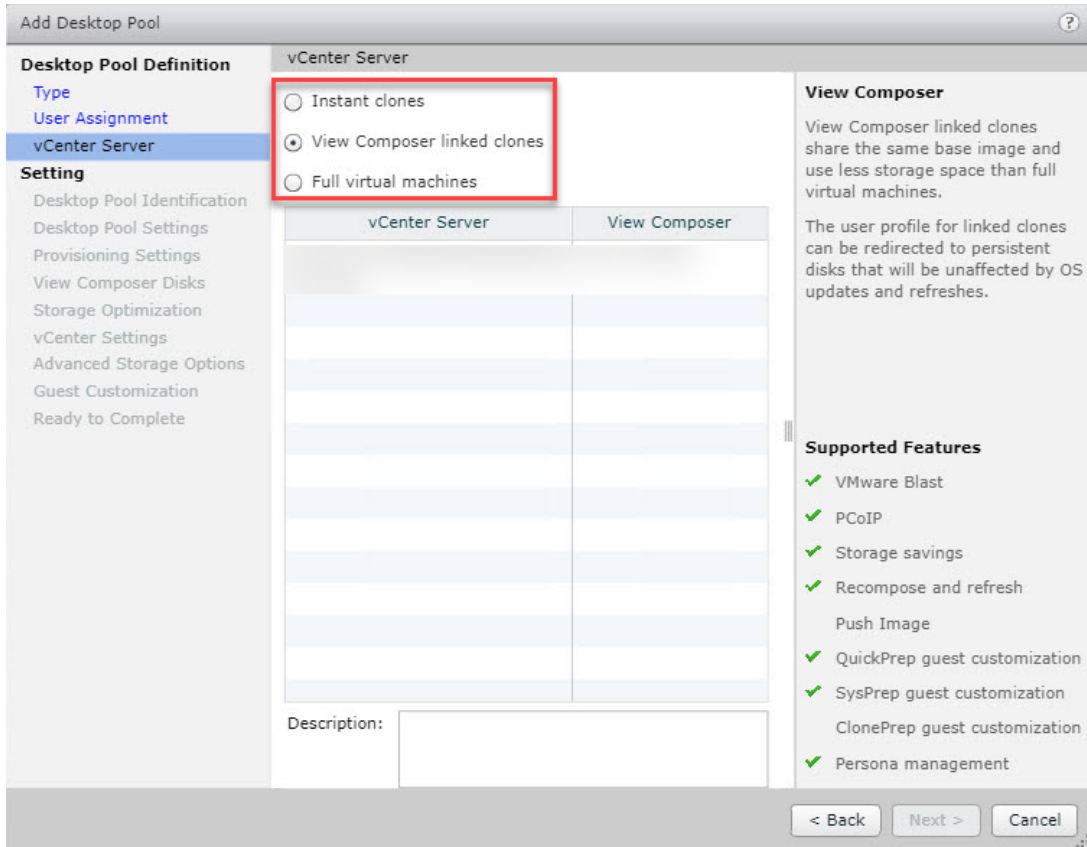 Add Desktop Pool
?
Desktop Pool Definition
Type
User Assignment
vCenter Server
Setting
Desktop Pool Identification
Desktop Pool Settings
Provisioning Settings
View Composer Disks
Storage Optimization
vCenter Settings
Advanced Storage Options
Guest Customization
Ready to Complete
vCenter Server
Instant clones
View Composer linked clones
Full virtual machines
vCenter Server View Composer
Description:
View Composer
View Composer linked clones
share the same base image and
use less storage space than full
virtual machines.
The user profile for linked clones
can be redirected to persistent
disks that will be unaffected by OS
updates and refreshes.
Supported Features
VMware Blast
PCoIP
Storage savings
Recompose and refresh
Push Image
QuickPrep guest customization
SysPrep guest customization
ClonePrep guest customization
Persona management
< Back Next > Cancel